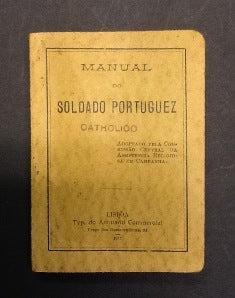 MANUAL
DO
SOLDADO PORTUGUEZ
CATHOLICO
ADOPTADO PELA COM-
MISSÃO CENTRAL DA
ASSISTENCIA RELIGIO-
SA EM CAMPANHA.
LISBOA
Typ. do Annuario Commercial